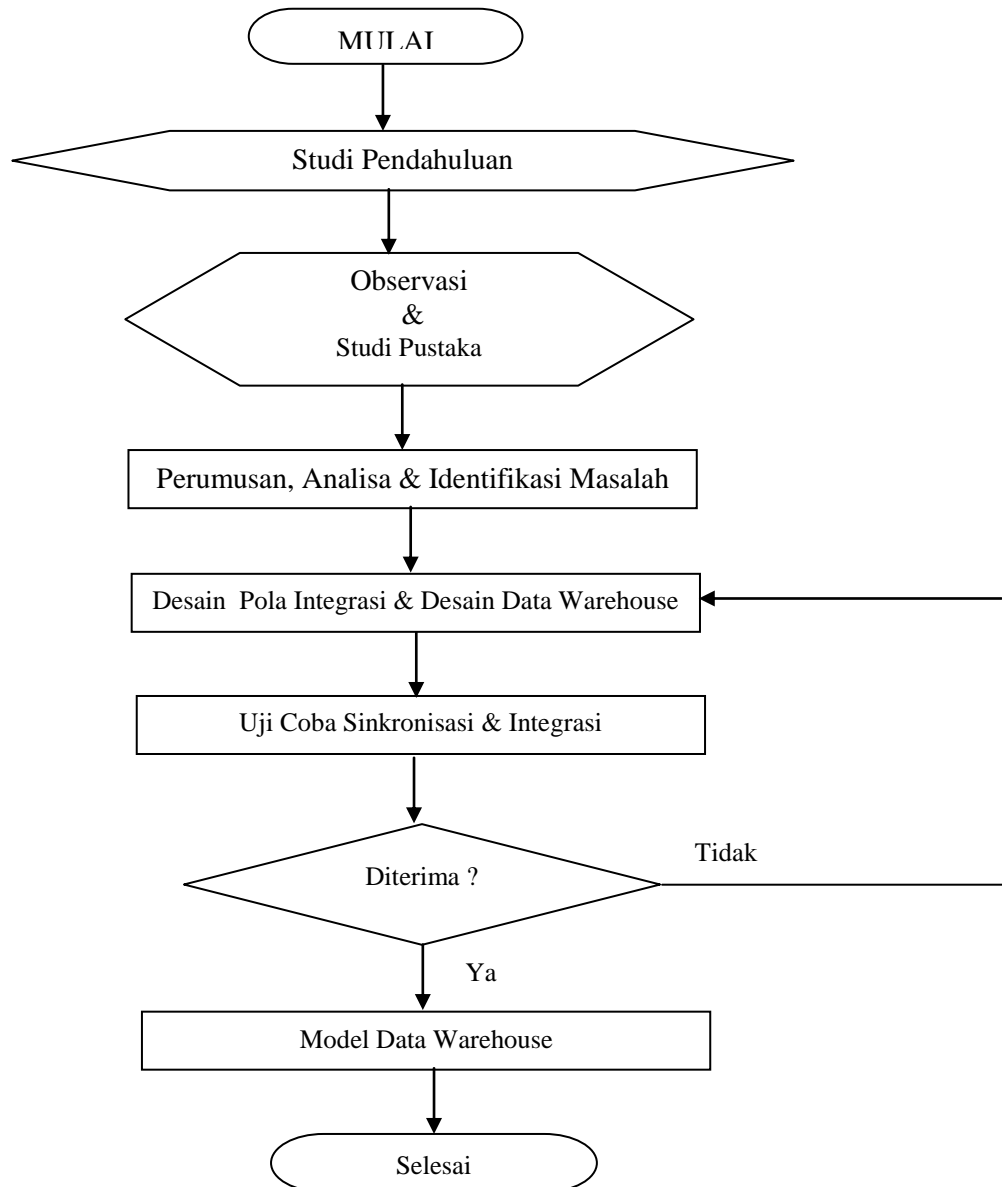 MULAI
Studi Pendahuluan
Observasi
&
Studi Pustaka
Perumusan, Analisa & Identifikasi Masalah
Desain Pola Integrasi & Desain Data Warehouse
Uji Coba Sinkronisasi & Integrasi
Diterima ?
Tidak
Ya
Model Data Warehouse
Selesai